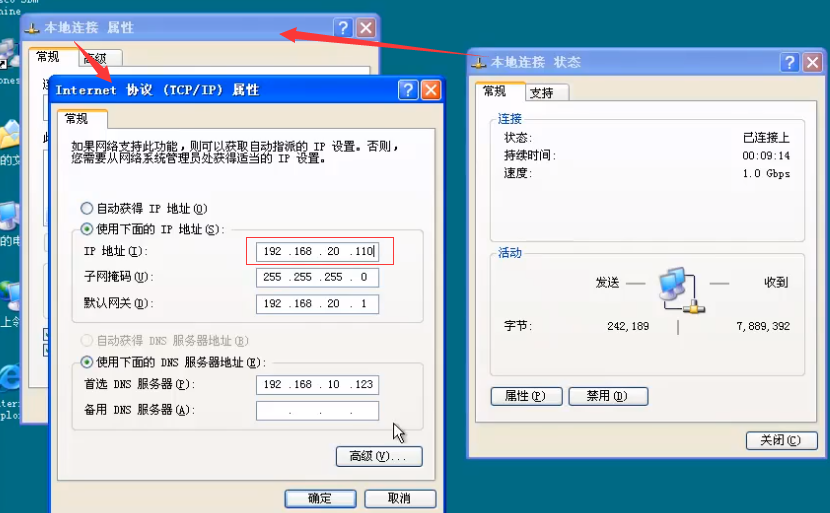 本地连接 属性
常规
高级
Internet 协议 (TCP/IP) 属性
常规
如果网络支持此功能，则可以获取自动指派的 IP 设置。否则，
您需要从网络系统管理员处获得适当的 IP 设置。
自动获得 IP 地址(O)
使用下面的 IP 地址(S):
IP 地址(I):
192 .168 . 20 .110
子网掩码(U):
255 .255 .255 . 0
默认网关(D):
192 .168 . 20 . 1
自动获得 DNS 服务器地址(B)
使用下面的 DNS 服务器地址(E):
首选 DNS 服务器(P):
192 .168 . 10 .123
备用 DNS 服务器(A):
. . .
高级(V)...
确定
取消
本地连接 状态
常规
支持
连接
状态:
已连接上
持续时间:
00:09:14
速度:
1.0 Gbps
活动
发送
收到
字节:
242,189
7,889,392
属性(P)
禁用(D)
关闭(C)